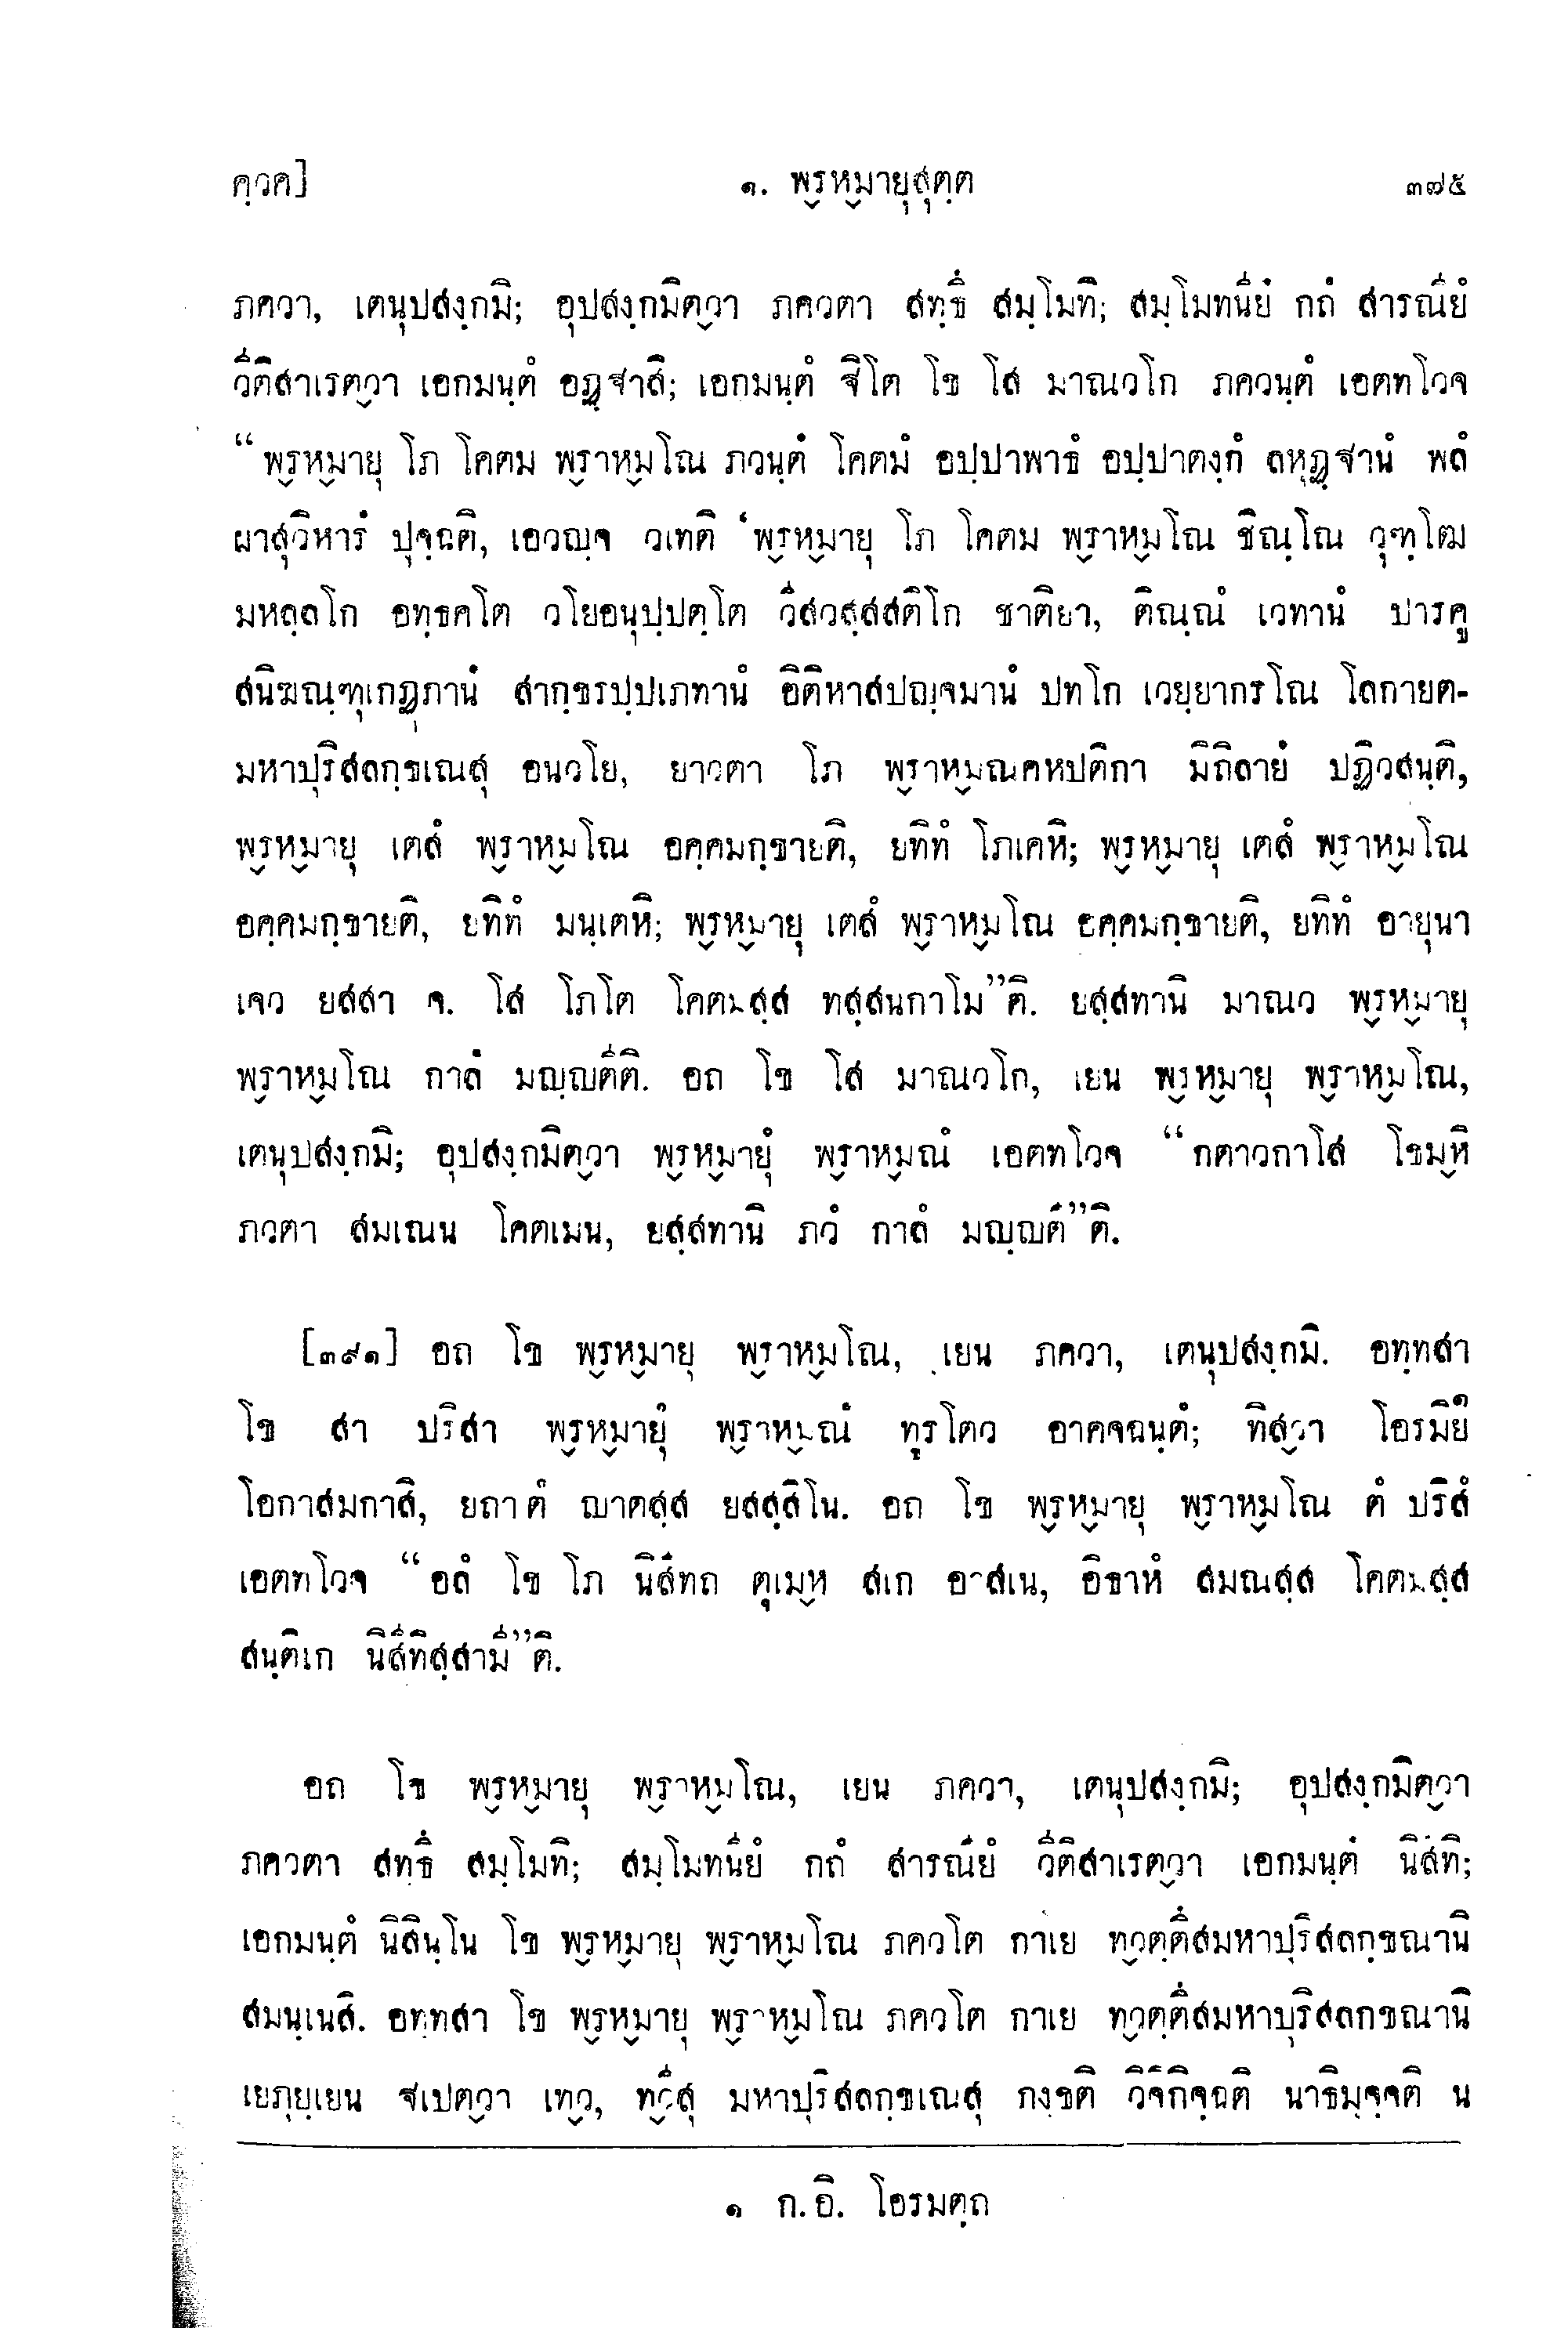 ตฺวค]	๑. พฺรหฺมายุสุตฺต	๓๗๕
ภควา, เตนุปสงฺกมิ; อุปสงฺกมิตฺวา ภควตา สทฺธึ สมฺโมทิ; สมฺโมทนียํ กถํ สารณียํ
วีติสาเรตฺวา เอกมนฺตํ อฏฺฐาสิ; เอกมนฺตํ ฐิโต โข โส มาณวโก ภควนฺตํ เอตทโวจ
“พฺรหฺมายุ โภ โคตม พฺราหฺมโณ ภวนฺตํ โคตมํ อปฺปาพาธํ อปฺปาตงฺกํ ลหุฏฺฐานํ พลํ
ผาสุวิหารํ ปุจฺฉติ, เอวญฺจ วเทติ ‘พฺรหฺมายุ โภ โคตม พฺราหฺมโณ ชิณฺโณ วุฑฺโฒ
มหลฺลโก อทฺธคโต วโยอนุปฺปตฺโต วีสวสฺสสติโก ชาติยา, ติณฺณํ เวทานํ ปารคู
สนิฆณฺฑุเกฏุภานํ สากฺขรปฺปเภทานํ อิติหาสปญฺจมานํ ปทโก เวยฺยากรโณ โลกายต-
มหาปุริสลกฺขเณสุ อนวโย, ยาวตา โภ พฺราหฺมณคหปติกา มิถิลายํ ปฏิวสนฺติ,
พฺรหฺมายุ เตสํ พฺราหฺมโณ อคฺคมกฺขายติ, ยทิทํ โภเคหิ; พฺรหฺมายุ เตสํ พฺราหฺมโณ
อคฺคมกฺขายติ, ยทิทํ มนฺเตหิ; พฺรหฺมายุ เตสํ พฺราหฺมโณ อคฺคมกฺขายติ, ยทิทํ อายุนา
เจว ยสสา จ. โส โภโต โคตมสฺส ทสฺสนกาโม”ติ. ยสฺสทานิ มาณว พฺรหฺมายุ
พฺราหฺมโณ กาลํ มญฺญตีติ. อถ โข โส มาณวโก, เยน พฺรหฺมายุ พฺราหฺมโณ,
เตนุปสงฺกมิ; อุปสงฺกมิตฺวา พฺรหฺมายุํ พฺราหฺมณํ เอตทโวจ “กตาวกาโส โขมฺหิ
ภวตา สมเณน โคตเมน, ยสฺสทานิ ภวํ กาลํ มญฺญตี”ติ.
[๓๙๑] อถ โข พฺรหฺมายุ พฺราหฺมโณ, เยน ภควา, เตนุปสงฺกมิ. อทฺทสา
โข สา ปริสา พฺรหฺมายุํ พฺราหฺมณํ ทูรโตว อาคจฺฉนฺตํ; ทิสฺวา โอรมิย๑
โอกาสมกาสิ, ยถา ตํ ญาตสฺส ยสสฺสิโน. อถ โข พฺรหฺมายุ พฺราหฺมโณ ตํ ปริสํ
เอตทโวจ “อลํ โข โภ นิสีทถ ตุเมฺห สเก อาสเน, อิธาหํ สมณสฺส โคตมสฺส
สนฺติเก นิสีทิสฺสามี”ติ.
อถ โข พฺรหฺมายุ พฺราหฺมโณ, เยน ภควา, เตนุปสงฺกมิ; อุปสงฺกมิตฺวา
ภควตา สทฺธึ สมฺโมทิ; สมฺโมทนียํ กถํ สารณียํ วีติสาเรตฺวา เอกมนฺตํ นิสีทิ;
เอกมนฺตํ นิสินฺโน โข พฺรหฺมายุ พฺราหฺมโณ ภควโต กาเย ทฺวตฺตึสมหาปุริสลกฺขณานิ
สมนฺเนสิ. อทฺทสา โข พฺรหฺมายุ พฺราหฺมโณ ภควโต กาเย ทฺวตฺตึสมหาปุริสลกฺขณานิ
เยภุยฺเยน ฐเปตฺวา เทฺว, ทฺวีสุ มหาปุริสลกฺขเณสุ กงฺขติ วิจิกิจฺฉติ นาธิมุจฺจติ น
๑ ก.อิ. โอรมตฺถ